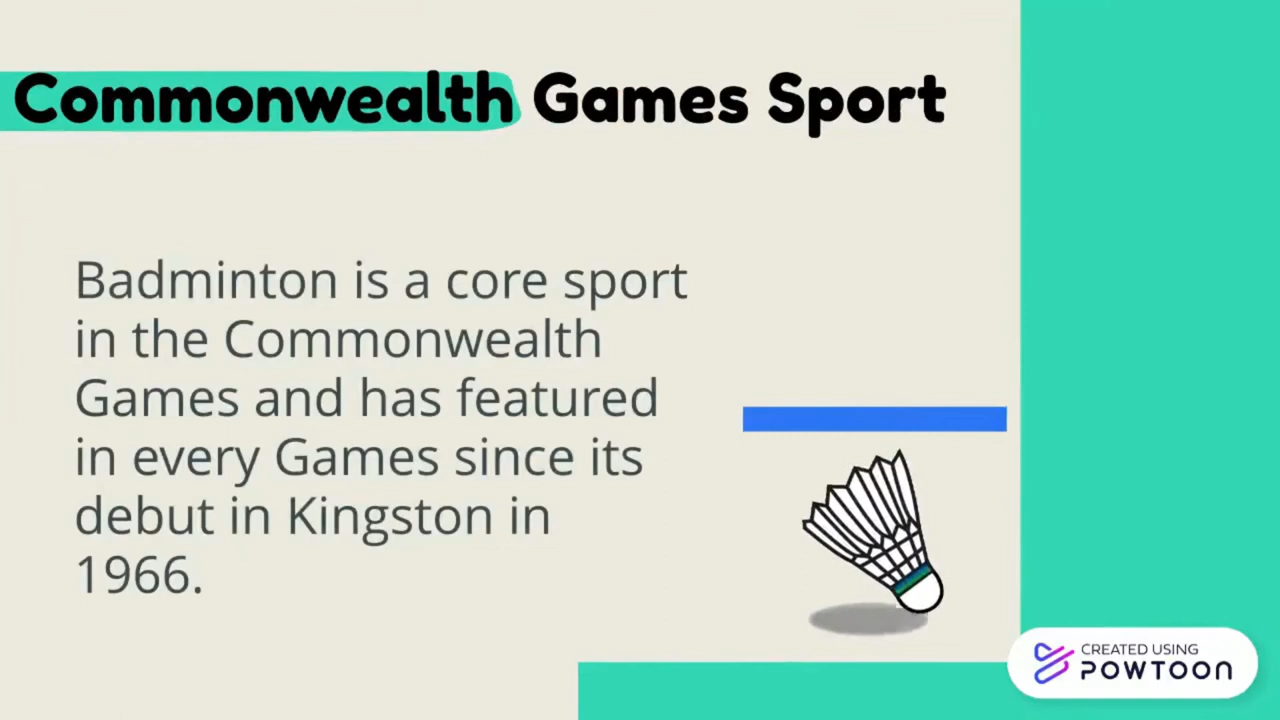 Commonwealth Games Sport
Badminton is a core sport
in the Commonwealth
Games and has featured
in every Games since its
debut in Kingston in
1966.
CREATED USING
POWTOON